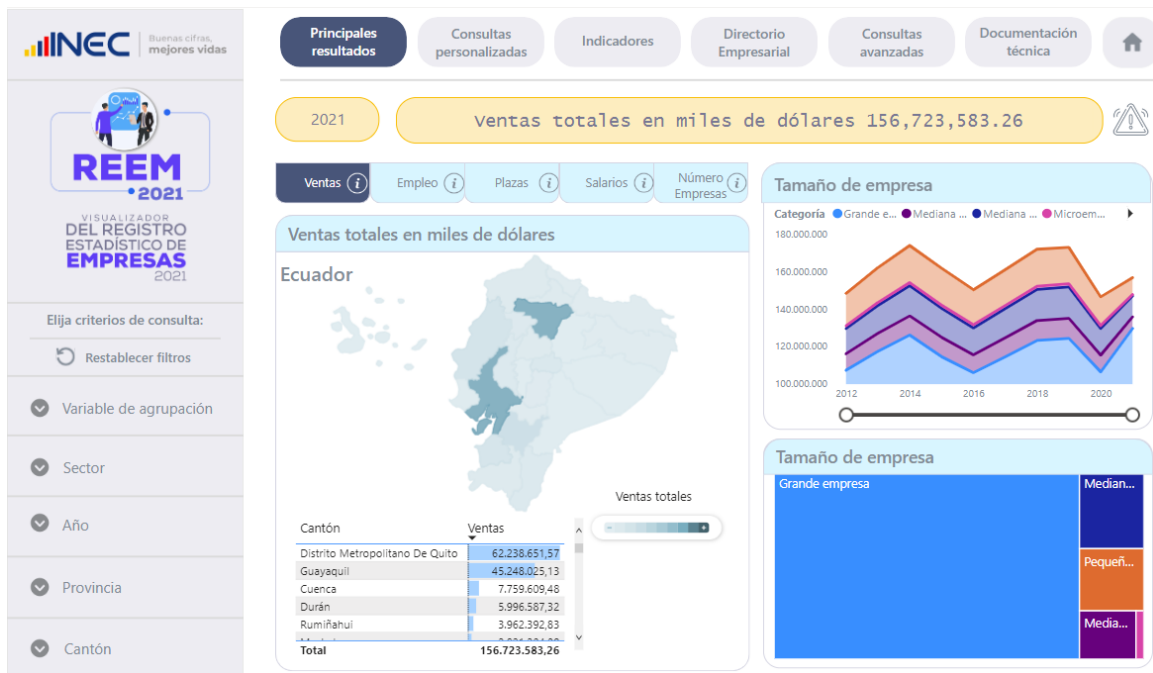 INEC
Buenas cifras,
mejores vidas
REEM
2021
VISUALIZADOR
DEL REGISTRO
ESTADÍSTICO DE
EMPRESAS
2021
Elija criterios de consulta:
Restablecer filtros
Variable de agrupación
Sector
Año
Provincia
Cantón
Principales
resultados
Consultas
personalizadas
Indicadores
Directorio
Empresarial
Consultas
avanzadas
Documentación
técnica
2021
Ventas totales en miles de dólares 156,723,583.26
Ventas i
Empleo i
Plazas i
Salarios i
Número
Empresas i
Ventas totales en miles de dólares
Ecuador
Ventas totales
- +
Cantón Ventas
Distrito Metropolitano De Quito 62.238.651,57
Guayaquil 45.248.025,13
Cuenca 7.759.609,48
Durán 5.996.587,32
Rumiñahui 3.962.392,83
Total 156.723.583,26
Tamaño de empresa
Categoría Grande e... Mediana ... Mediana ... Microem...
180.000.000
160.000.000
140.000.000
120.000.000
100.000.000
2012 2014 2016 2018 2020
Tamaño de empresa
Grande empresa
Median...
Pequeñ...
Media...